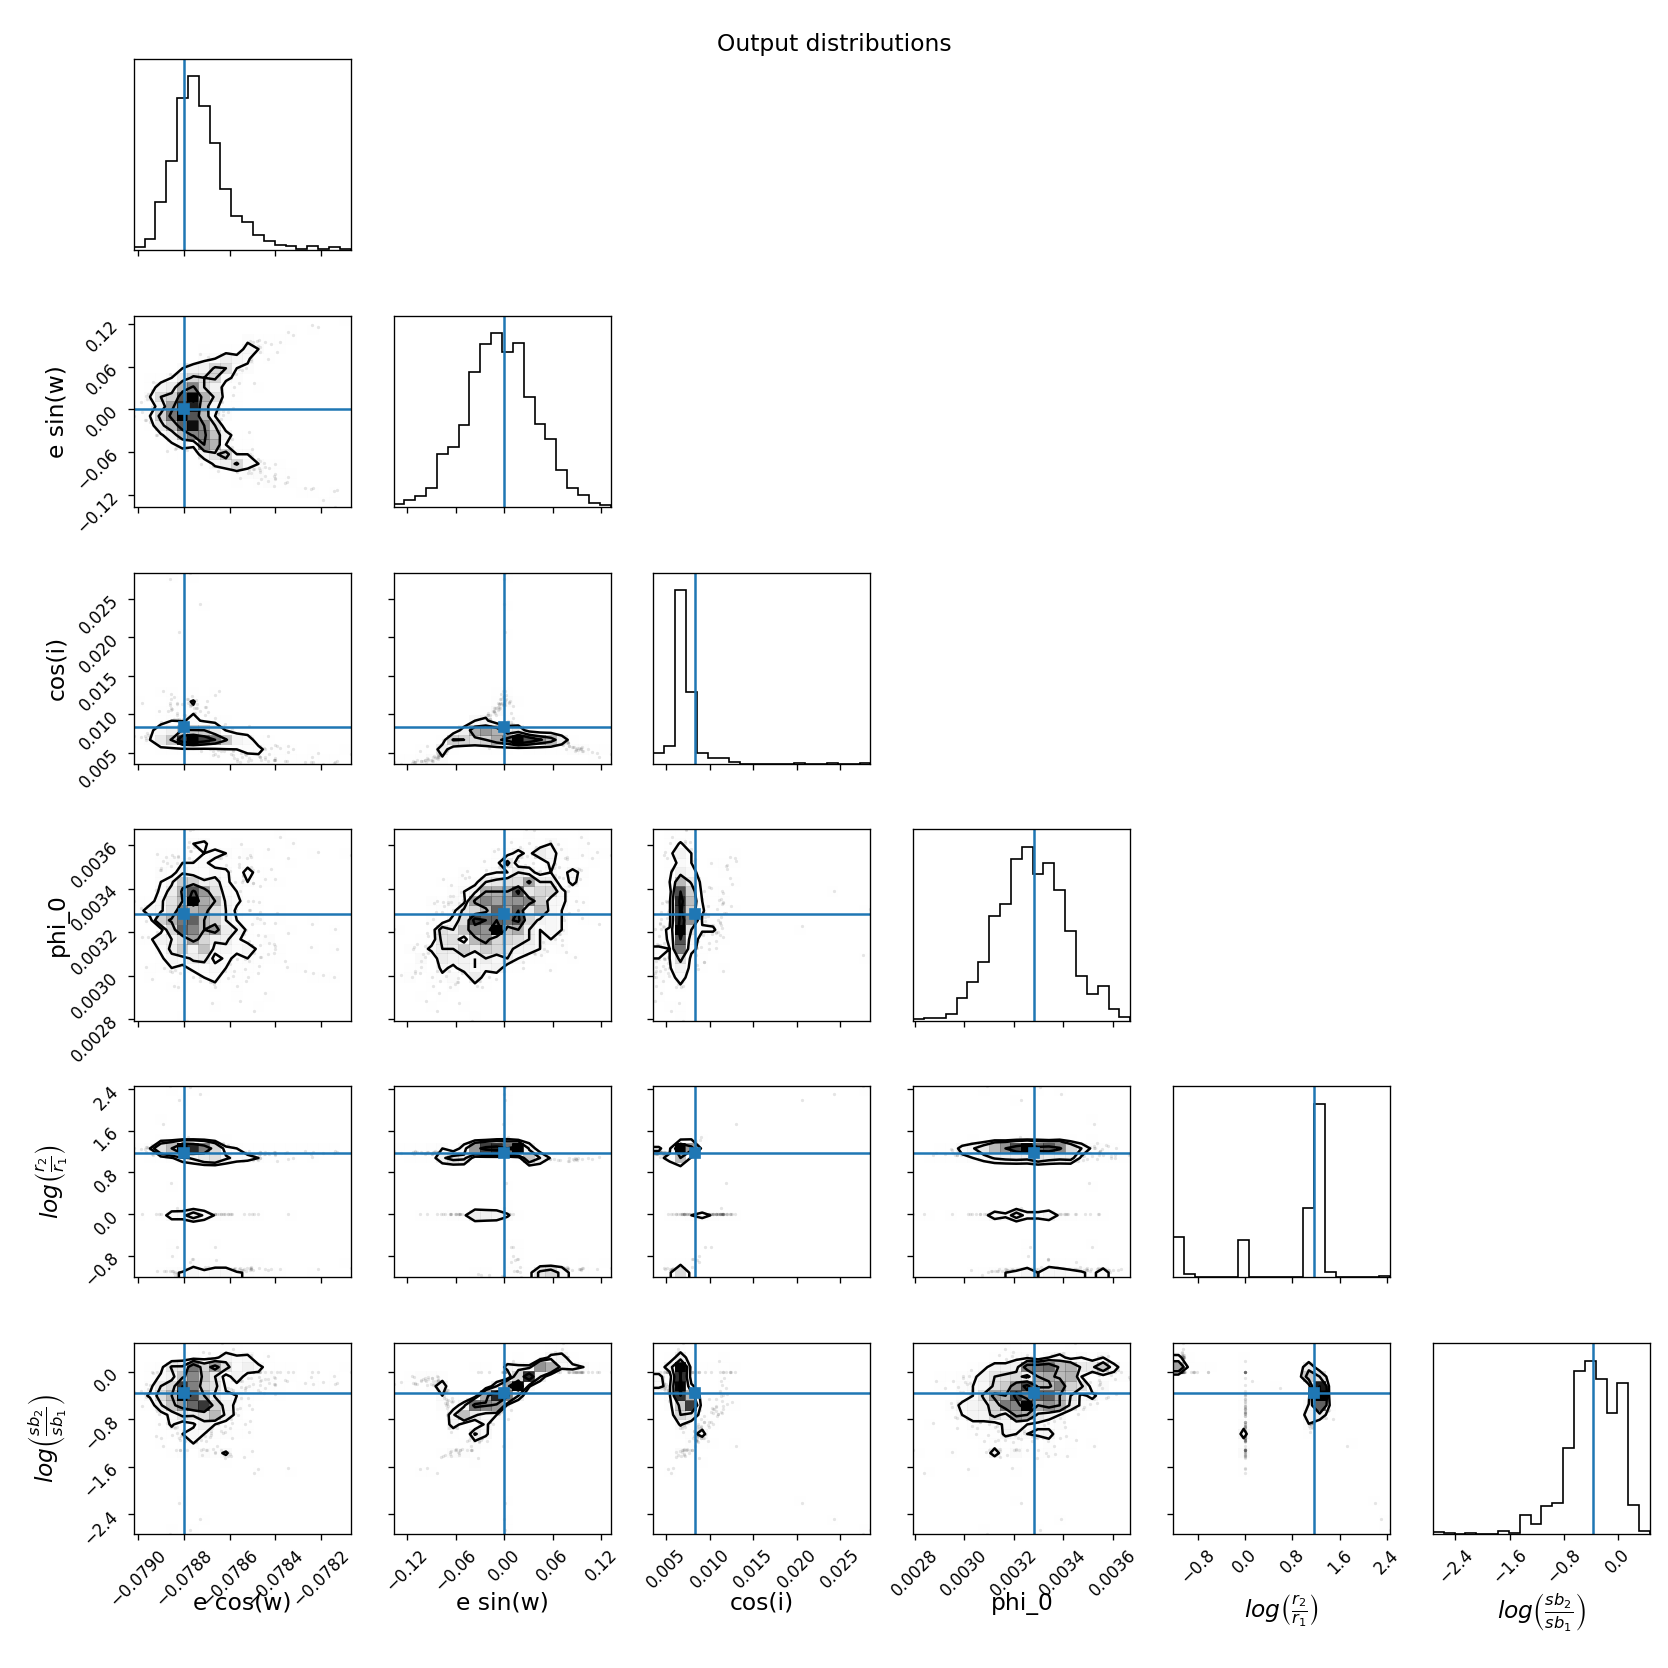 Output distributions
0.12
0.06
0.00
−0.06
−0.12
e sin(w)
0.025
0.020
0.015
0.010
0.005
cos(i)
0.0036
0.0034
0.0032
0.0030
0.0028
phi_0
2.4
1.6
0.8
0.0
−0.8
log(r2/r1)
0.0
−0.8
−1.6
−2.4
log(sb2/sb1)
−0.0790 −0.0788 −0.0786 −0.0784 −0.0782
e cos(w)
−0.12 −0.06 0.00 0.06 0.12
e sin(w)
0.005 0.010 0.015 0.020 0.025
cos(i)
0.0028 0.0030 0.0032 0.0034 0.0036
phi_0
−0.8 0.0 0.8 1.6 2.4
log(r2/r1)
−2.4 −1.6 −0.8 0.0
log(sb2/sb1)